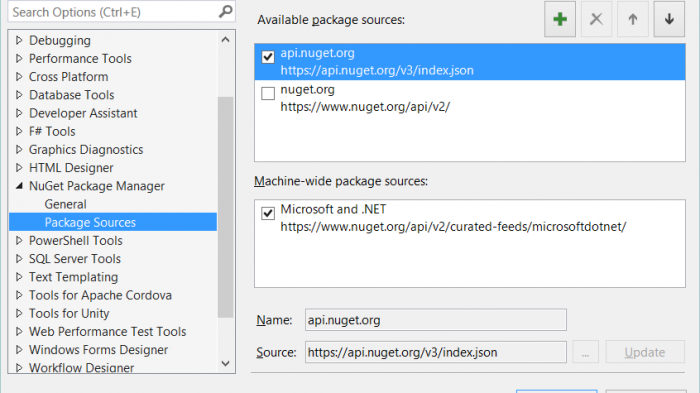 Search Options (Ctrl+E)
Debugging
Performance Tools
Cross Platform
Database Tools
Developer Assistant
F# Tools
Graphics Diagnostics
HTML Designer
NuGet Package Manager
General
Package Sources
PowerShell Tools
SQL Server Tools
Text Templating
Tools for Apache Cordova
Tools for Unity
Web Performance Test Tools
Windows Forms Designer
Workflow Designer
Available package sources:
api.nuget.org
https://api.nuget.org/v3/index.json
nuget.org
https://www.nuget.org/api/v2/
Machine-wide package sources:
Microsoft and .NET
https://www.nuget.org/api/v2/curated-feeds/microsoftdotnet/
Name: api.nuget.org
Source: https://api.nuget.org/v3/index.json ... Update